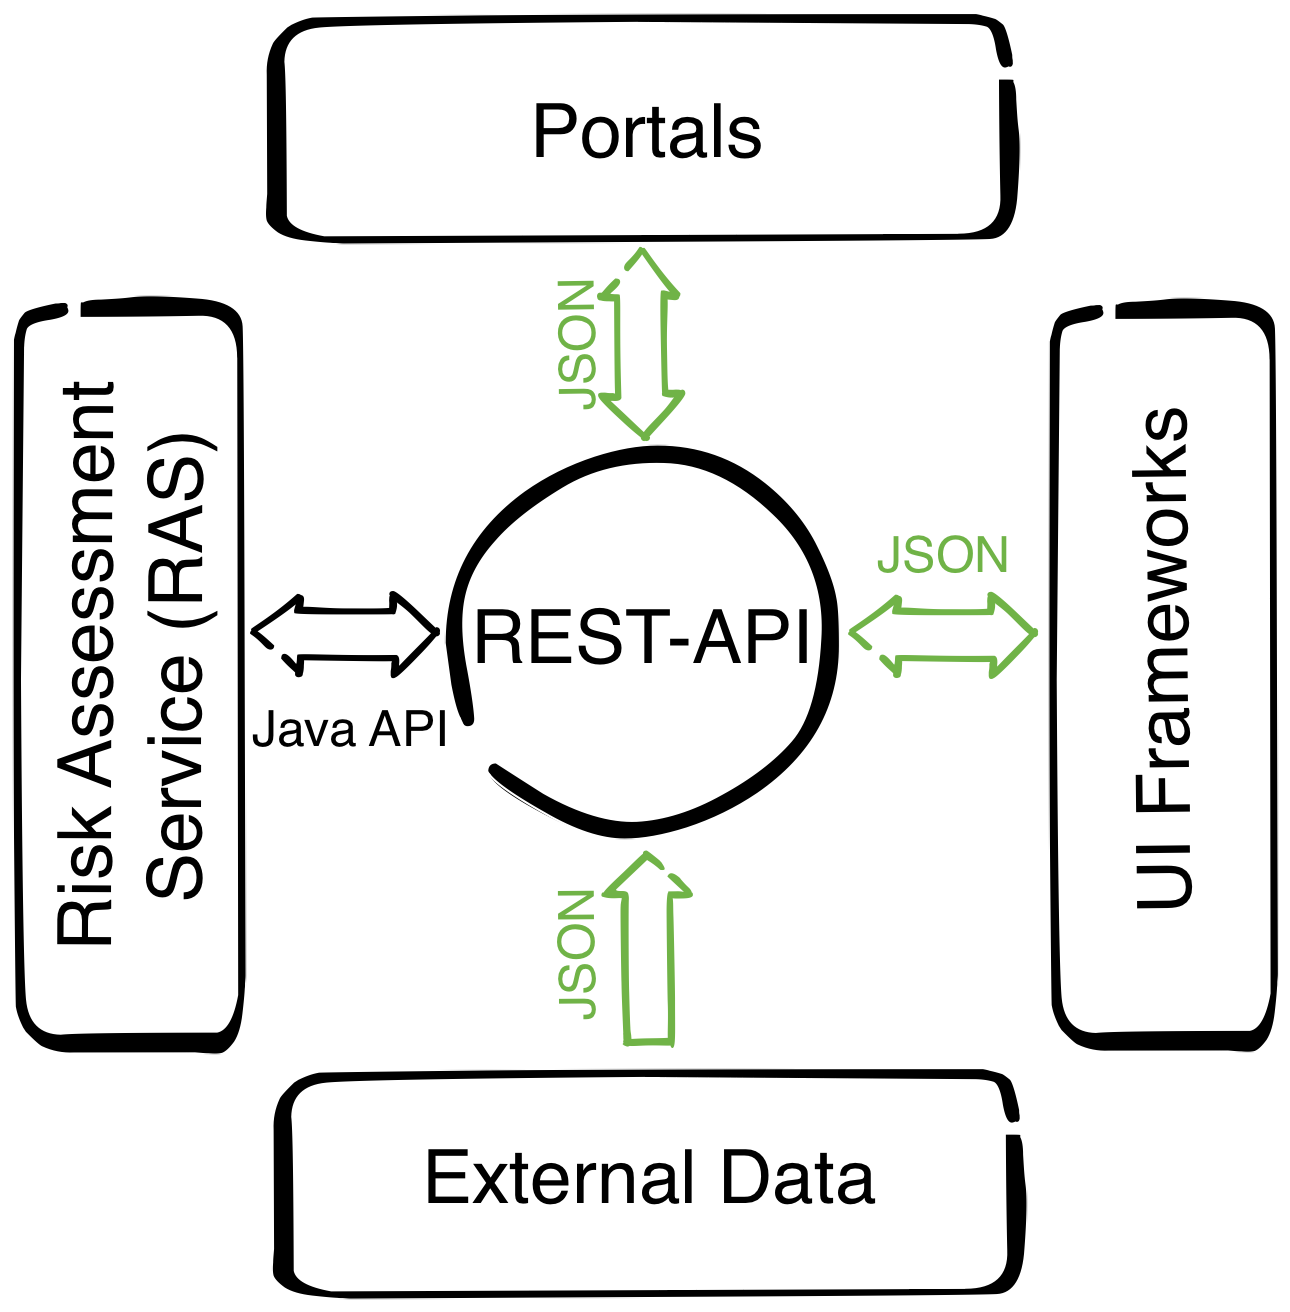 Portals
JSON
Risk Assessment
Service (RAS)
Java API
REST-API
JSON
UI Frameworks
JSON
External Data